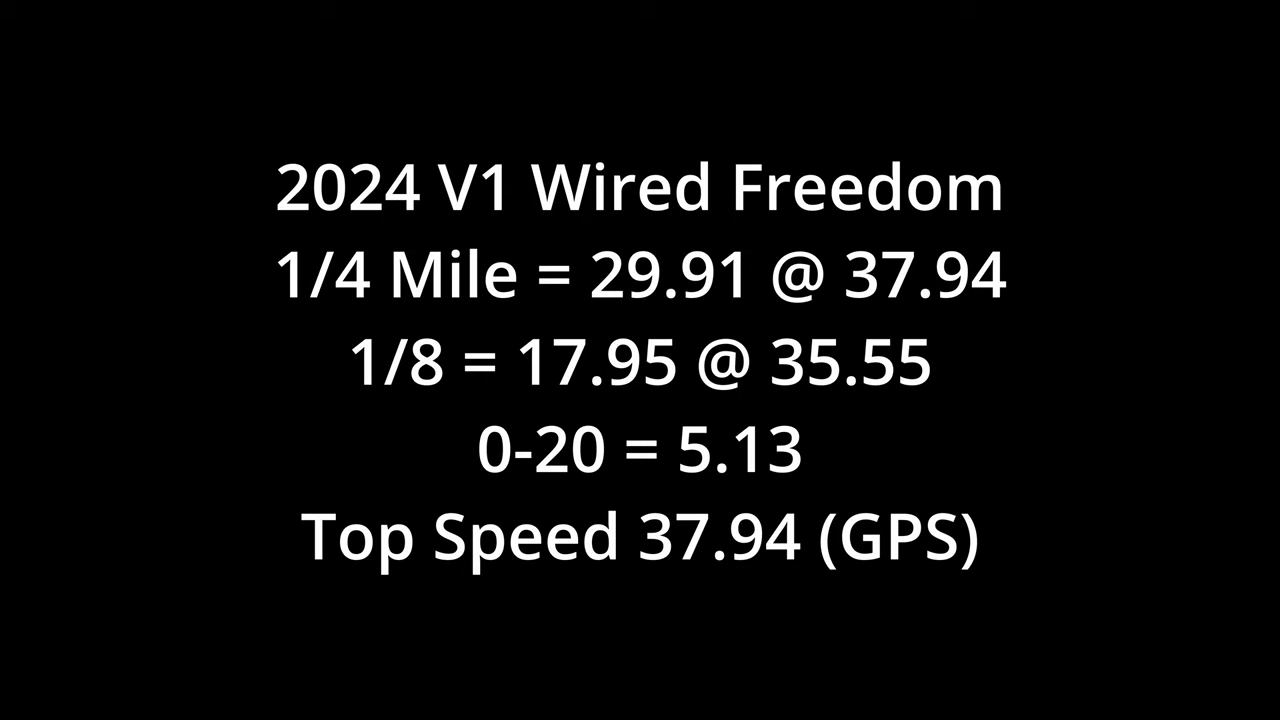 2024 V1 Wired Freedom
1/4 Mile = 29.91 @ 37.94
1/8 = 17.95 @ 35.55
0-20 = 5.13
Top Speed 37.94 (GPS)